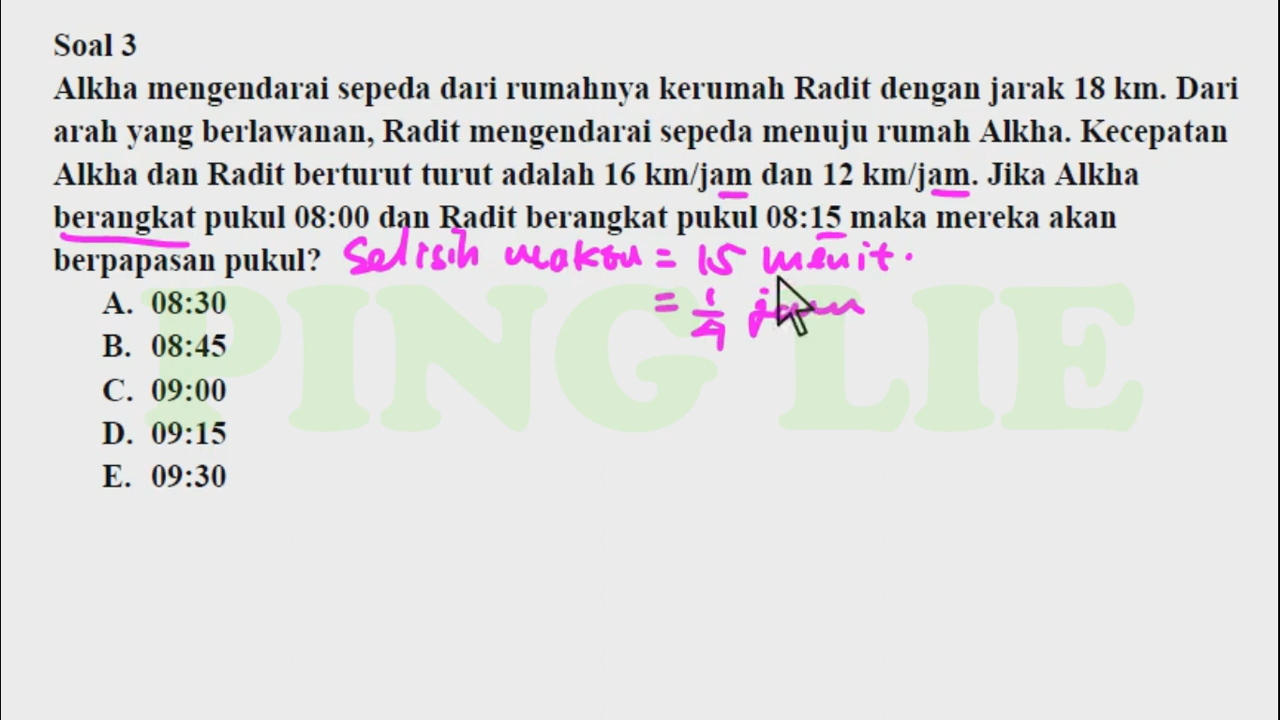 Soal 3
Alkha mengendarai sepeda dari rumahnya kerumah Radit dengan jarak 18 km. Dari
arah yang berlawanan, Radit mengendarai sepeda menuju rumah Alkha. Kecepatan
Alkha dan Radit berturut turut adalah 16 km/jam dan 12 km/jam. Jika Alkha
berangkat pukul 08:00 dan Radit berangkat pukul 08:15 maka mereka akan
berpapasan pukul?
Selisih waktu = 15 menit.
= 1/4 jam
A. 08:30
B. 08:45
C. 09:00
D. 09:15
E. 09:30
PING LIE